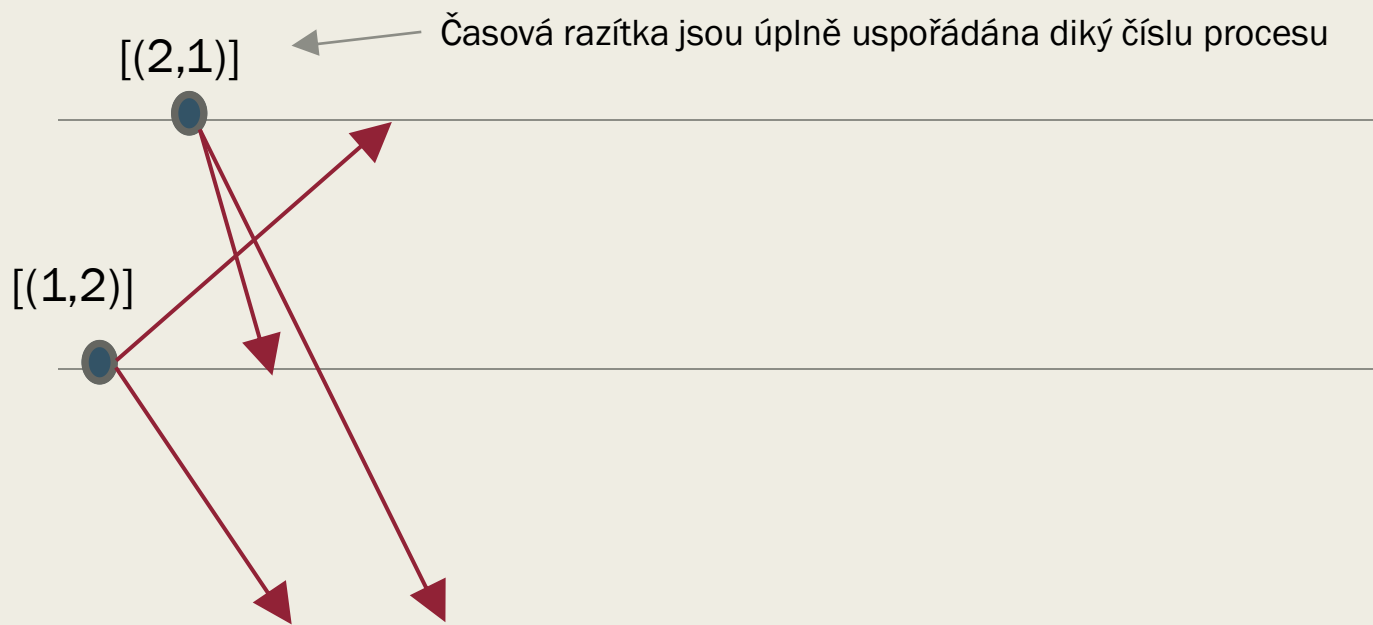 Časová razítka jsou úplně uspořádána diký číslu procesu
[(2,1)]
[(1,2)]